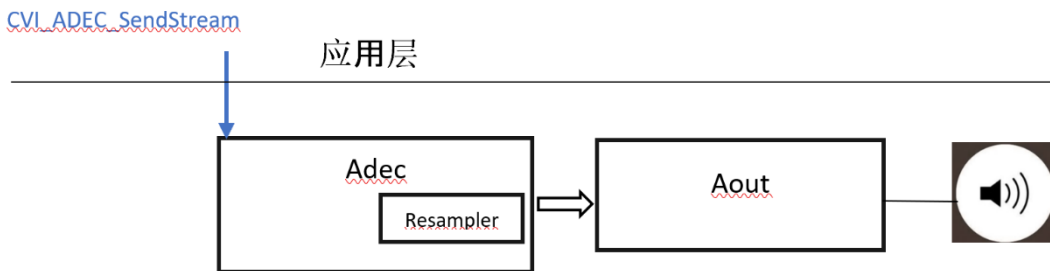 CVI_ADEC_SendStream
应用层
Adec
Resampler
Aout